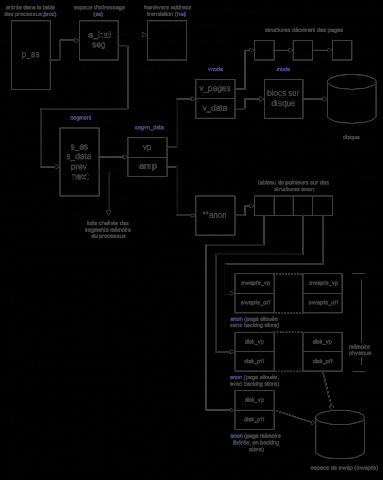 entrée dans la table
des processus (proc)
espace d'adressage
(as)
hardware address
translation (hat)
p_as
a_[hat]
seg
structures décrivant des pages
vnode
inode
v_pages
v_data
blocs sur
disque
disque
segment
segvn_data
s_as
s_data
prev
next
vp
amp
liste chaînée des
segments mémoire
du processus
tableau de pointeurs sur des
structures anon
**anon
swapfs_vp
swapfs_vp
swapfs_off
swapfs_off
anon (page allouée
sans backing store)
disk_vp
disk_vp
disk_off
disk_off
mémoire
physique
anon (page allouée,
avec backing store)
disk_vp
disk_off
anon (page mémoire
libérée, en backing
store)
espace de swap (swapfs)